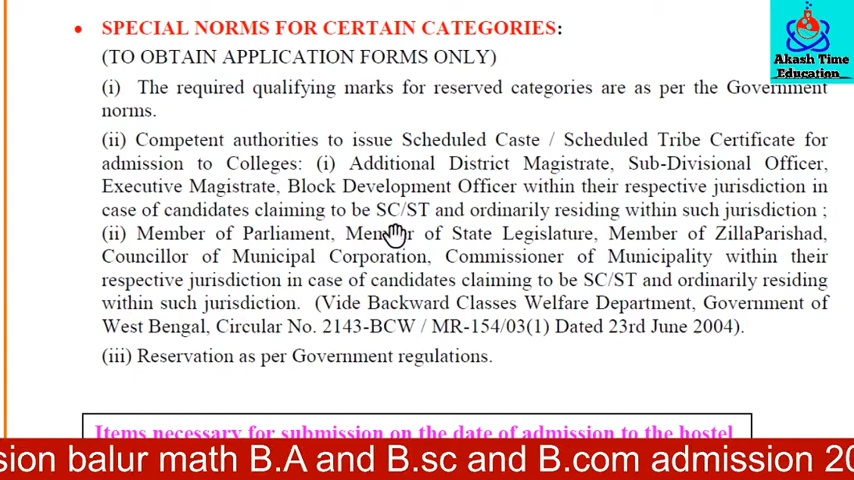 • SPECIAL NORMS FOR CERTAIN CATEGORIES:
(TO OBTAIN APPLICATION FORMS ONLY)
Akash Time
Education
(i) The required qualifying marks for reserved categories are as per the Government
norms.
(ii) Competent authorities to issue Scheduled Caste / Scheduled Tribe Certificate for
admission to Colleges: (i) Additional District Magistrate, Sub-Divisional Officer,
Executive Magistrate, Block Development Officer within their respective jurisdiction in
case of candidates claiming to be SC/ST and ordinarily residing within such jurisdiction ;
(ii) Member of Parliament, Member of State Legislature, Member of ZillaParishad,
Councillor of Municipal Corporation, Commissioner of Municipality within their
respective jurisdiction in case of candidates claiming to be SC/ST and ordinarily residing
within such jurisdiction. (Vide Backward Classes Welfare Department, Government of
West Bengal, Circular No. 2143-BCW / MR-154/03(1) Dated 23rd June 2004).
(iii) Reservation as per Government regulations.
Items necessary for submission on the date of admission to the hostel
sion balur math B.A and B.sc and B.com admission 20